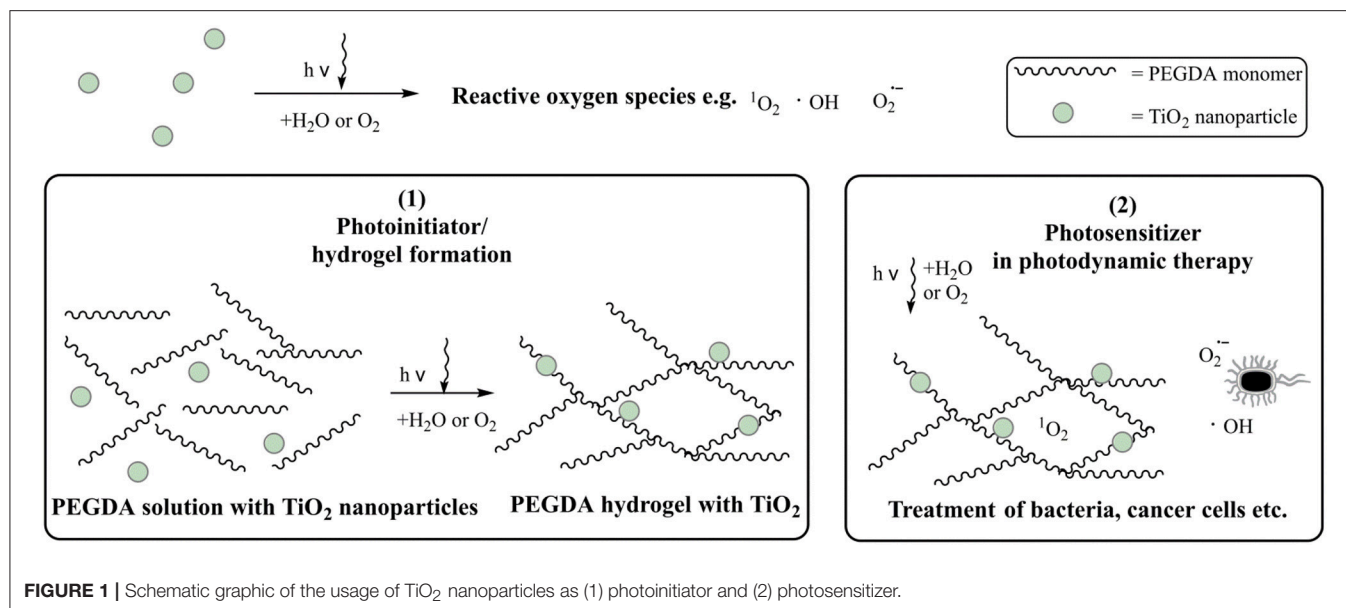 h ν
+H₂O or O₂
Reactive oxygen species e.g. ¹O₂ · OH O₂·⁻
= PEGDA monomer
= TiO₂ nanoparticle
(1)
Photoinitiator/
hydrogel formation
h ν
+H₂O or O₂
PEGDA solution with TiO₂ nanoparticles
PEGDA hydrogel with TiO₂
(2)
Photosensitizer
in photodynamic therapy
h ν +H₂O
or O₂
O₂·⁻
¹O₂
· OH
Treatment of bacteria, cancer cells etc.
FIGURE 1 | Schematic graphic of the usage of TiO₂ nanoparticles as (1) photoinitiator and (2) photosensitizer.